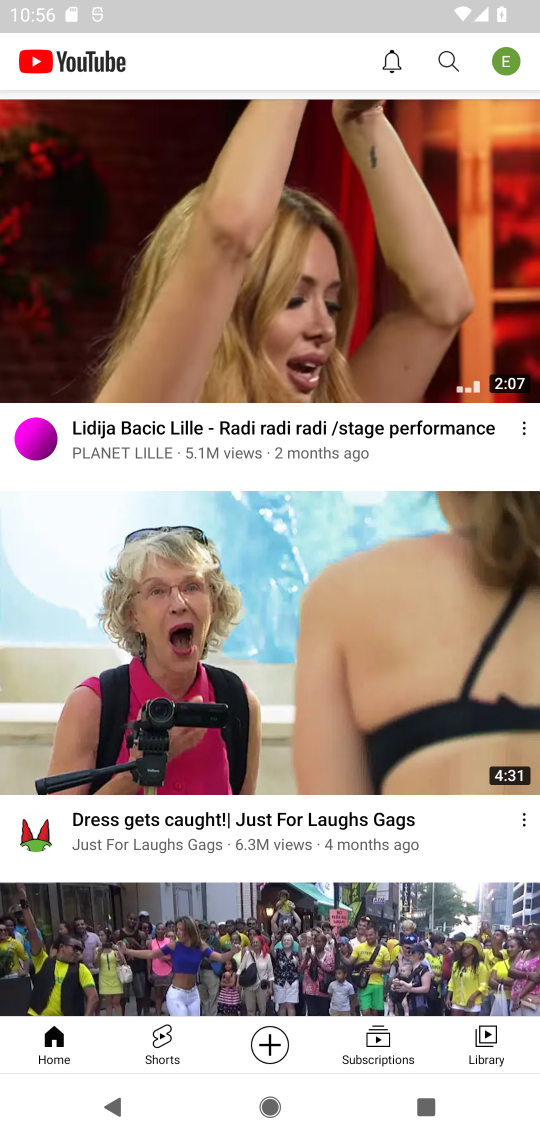 10:56
YouTube
E
2:07
Lidija Bacic Lille - Radi radi radi /stage performance
PLANET LILLE · 5.1M views · 2 months ago
4:31
Dress gets caught!| Just For Laughs Gags
Just For Laughs Gags · 6.3M views · 4 months ago
Home
Shorts
Subscriptions
Library